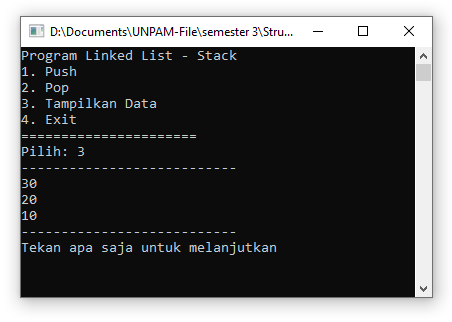 D:\Documents\UNPAM-File\semester 3\Stru...
Program Linked List - Stack
1. Push
2. Pop
3. Tampilkan Data
4. Exit
======================
Pilih: 3
---------------------------
30
20
10
---------------------------
Tekan apa saja untuk melanjutkan